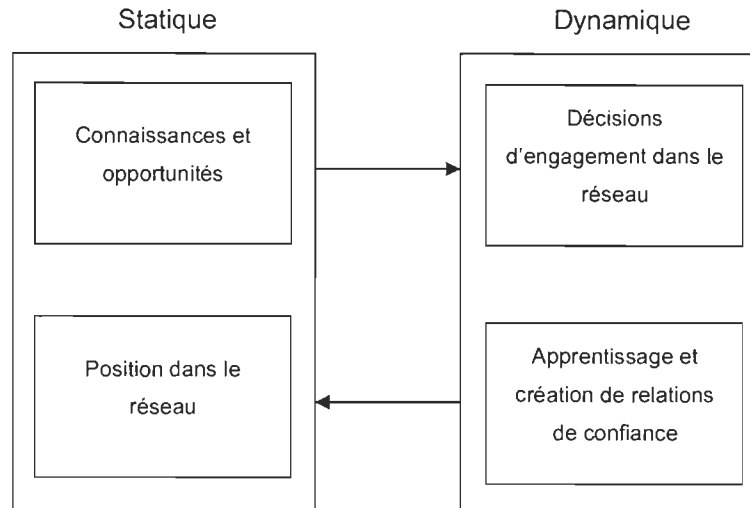 Statique
Dynamique
Connaissances et
opportunités
Décisions
d'engagement dans le
réseau
Position dans le
réseau
Apprentissage et
création de relations
de confiance